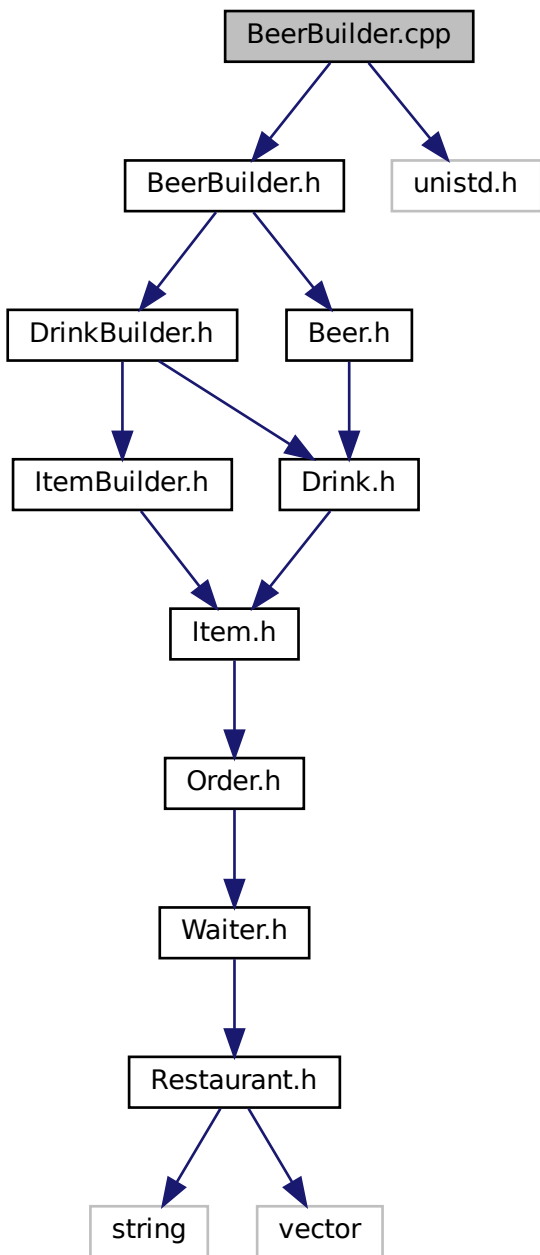 BeerBuilder.cpp
BeerBuilder.h
unistd.h
DrinkBuilder.h
Beer.h
ItemBuilder.h
Drink.h
Item.h
Order.h
Waiter.h
Restaurant.h
string
vector